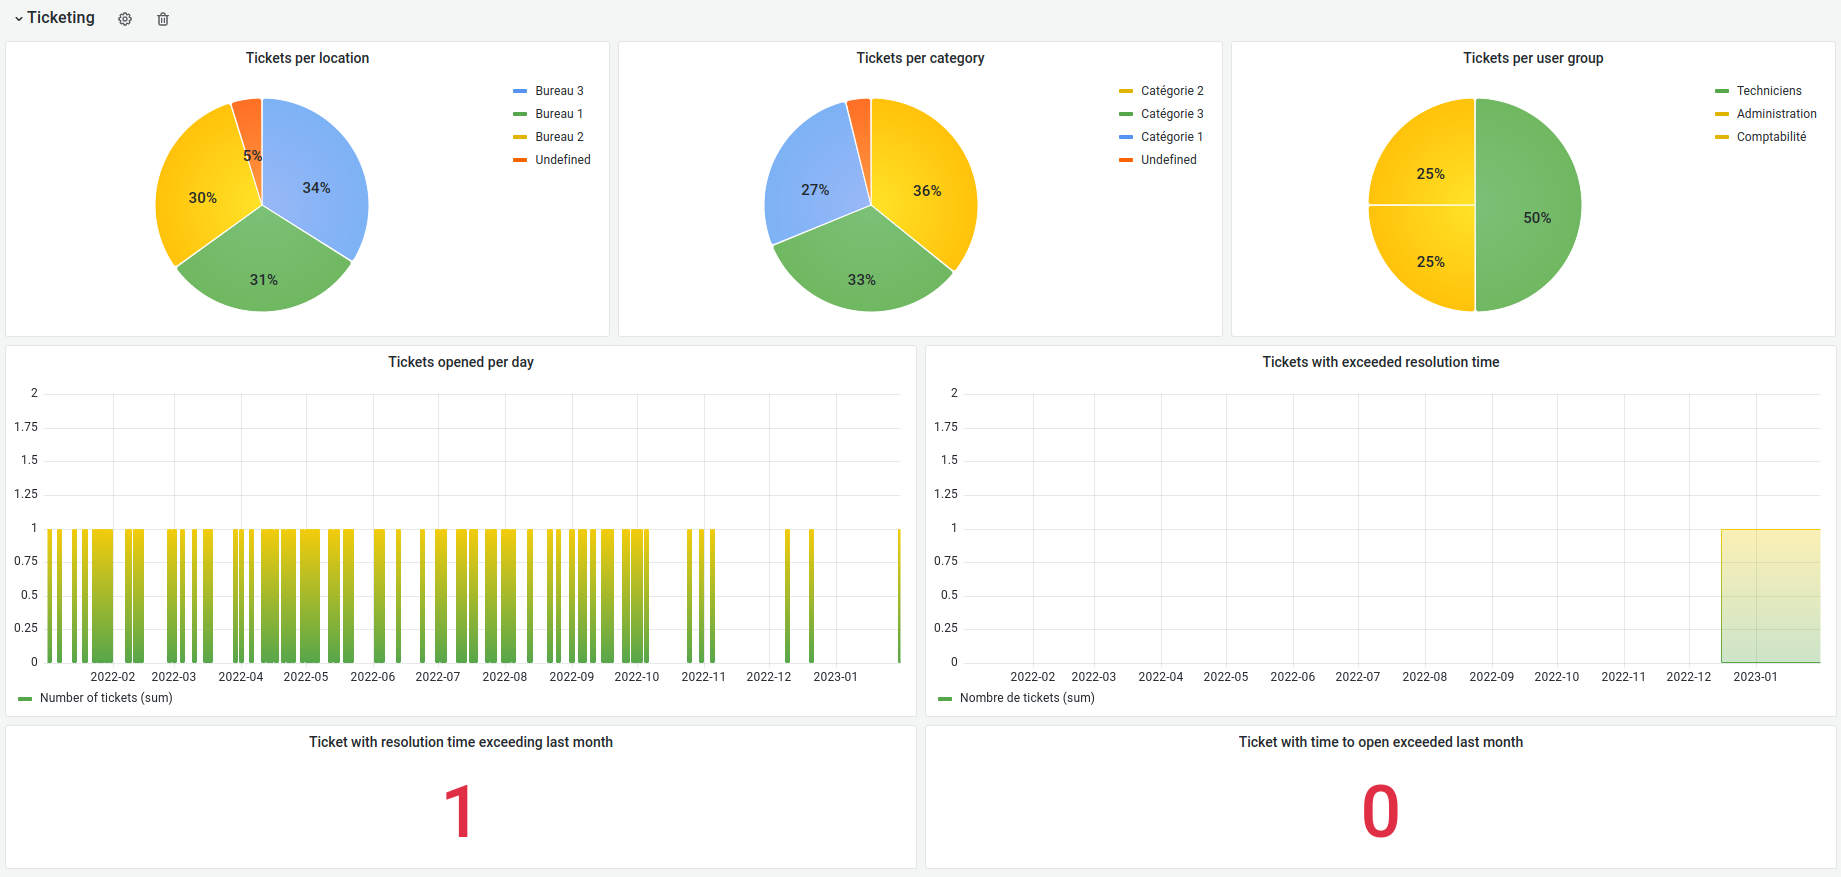 Ticketing
Tickets per location
Bureau 3
Bureau 1
Bureau 2
Undefined
5%
34%
30%
31%
Tickets per category
Catégorie 2
Catégorie 3
Catégorie 1
Undefined
27%
36%
33%
Tickets per user group
Techniciens
Administration
Comptabilité
25%
50%
25%
Tickets opened per day
2
1.75
1.5
1.25
1
0.75
0.5
0.25
0
2022-02 2022-03 2022-04 2022-05 2022-06 2022-07 2022-08 2022-09 2022-10 2022-11 2022-12 2023-01
Number of tickets (sum)
Tickets with exceeded resolution time
2
1.75
1.5
1.25
1
0.75
0.5
0.25
0
2022-02 2022-03 2022-04 2022-05 2022-06 2022-07 2022-08 2022-09 2022-10 2022-11 2022-12 2023-01
Nombre de tickets (sum)
Ticket with resolution time exceeding last month
1
Ticket with time to open exceeded last month
0